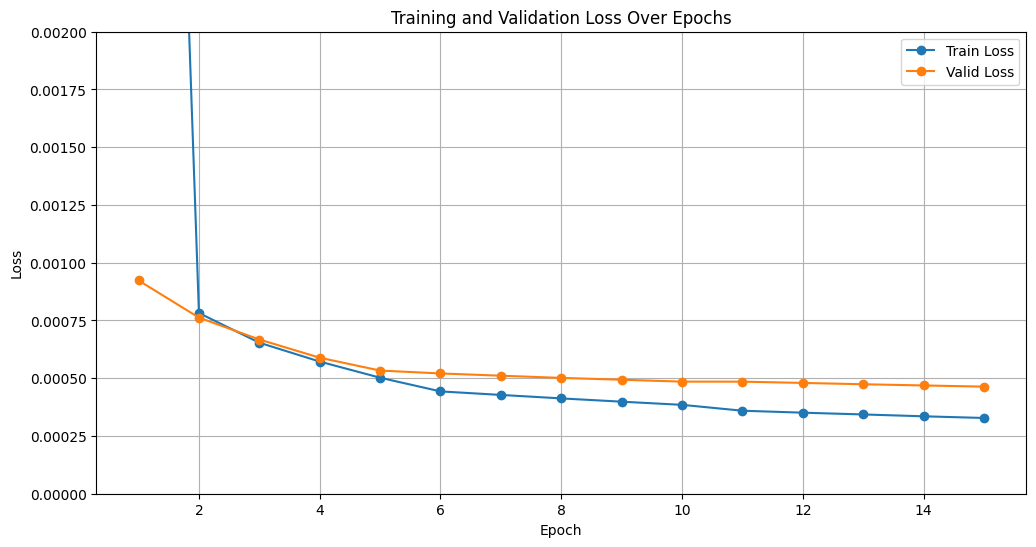 Training and Validation Loss Over Epochs
Train Loss
Valid Loss
0.00200
0.00175
0.00150
0.00125
0.00100
0.00075
0.00050
0.00025
0.00000
Loss
2 4 6 8 10 12 14
Epoch